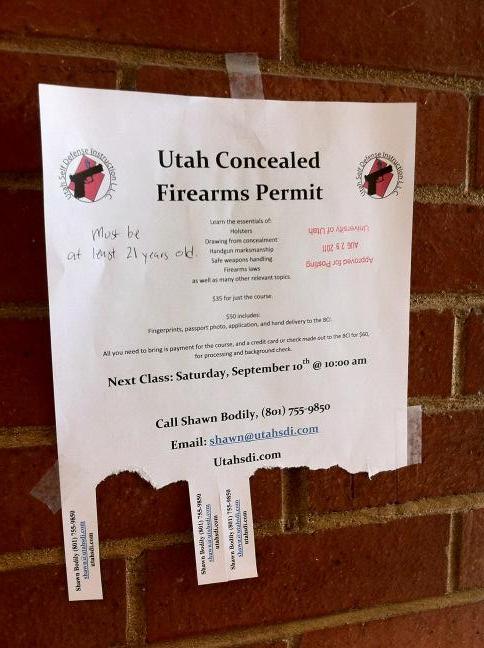 Utah Self Defense Instruction L.L.C.
Utah Self Defense Instruction L.L.C.
Utah Concealed
Firearms Permit
Must be
at least 21 years old.
Learn the essentials of:
Holsters
Drawing from concealment
Handgun marksmanship
Safe weapons handling
Firearms laws
as well as many other relevant topics.
Approved for Posting
AUG 29 2011
University of Utah
$35 for just the course.
$50 includes:
Fingerprints, passport photo, application, and hand delivery to the BCI.
All you need to bring is payment for the course, and a credit card or check made out to the BCI for $60,
for processing and background check.
Next Class: Saturday, September 10th @ 10:00 am
Call Shawn Bodily, (801) 755-9850
Email: shawn@utahsdi.com
Utahsdi.com
Shawn Bodily (801) 755-9850
shawn@utahsdi.com
utahsdi.com
Shawn Bodily (801) 755-9850
shawn@utahsdi.com
utahsdi.com
Shawn Bodily (801) 755-9850
shawn@utahsdi.com
utahsdi.com